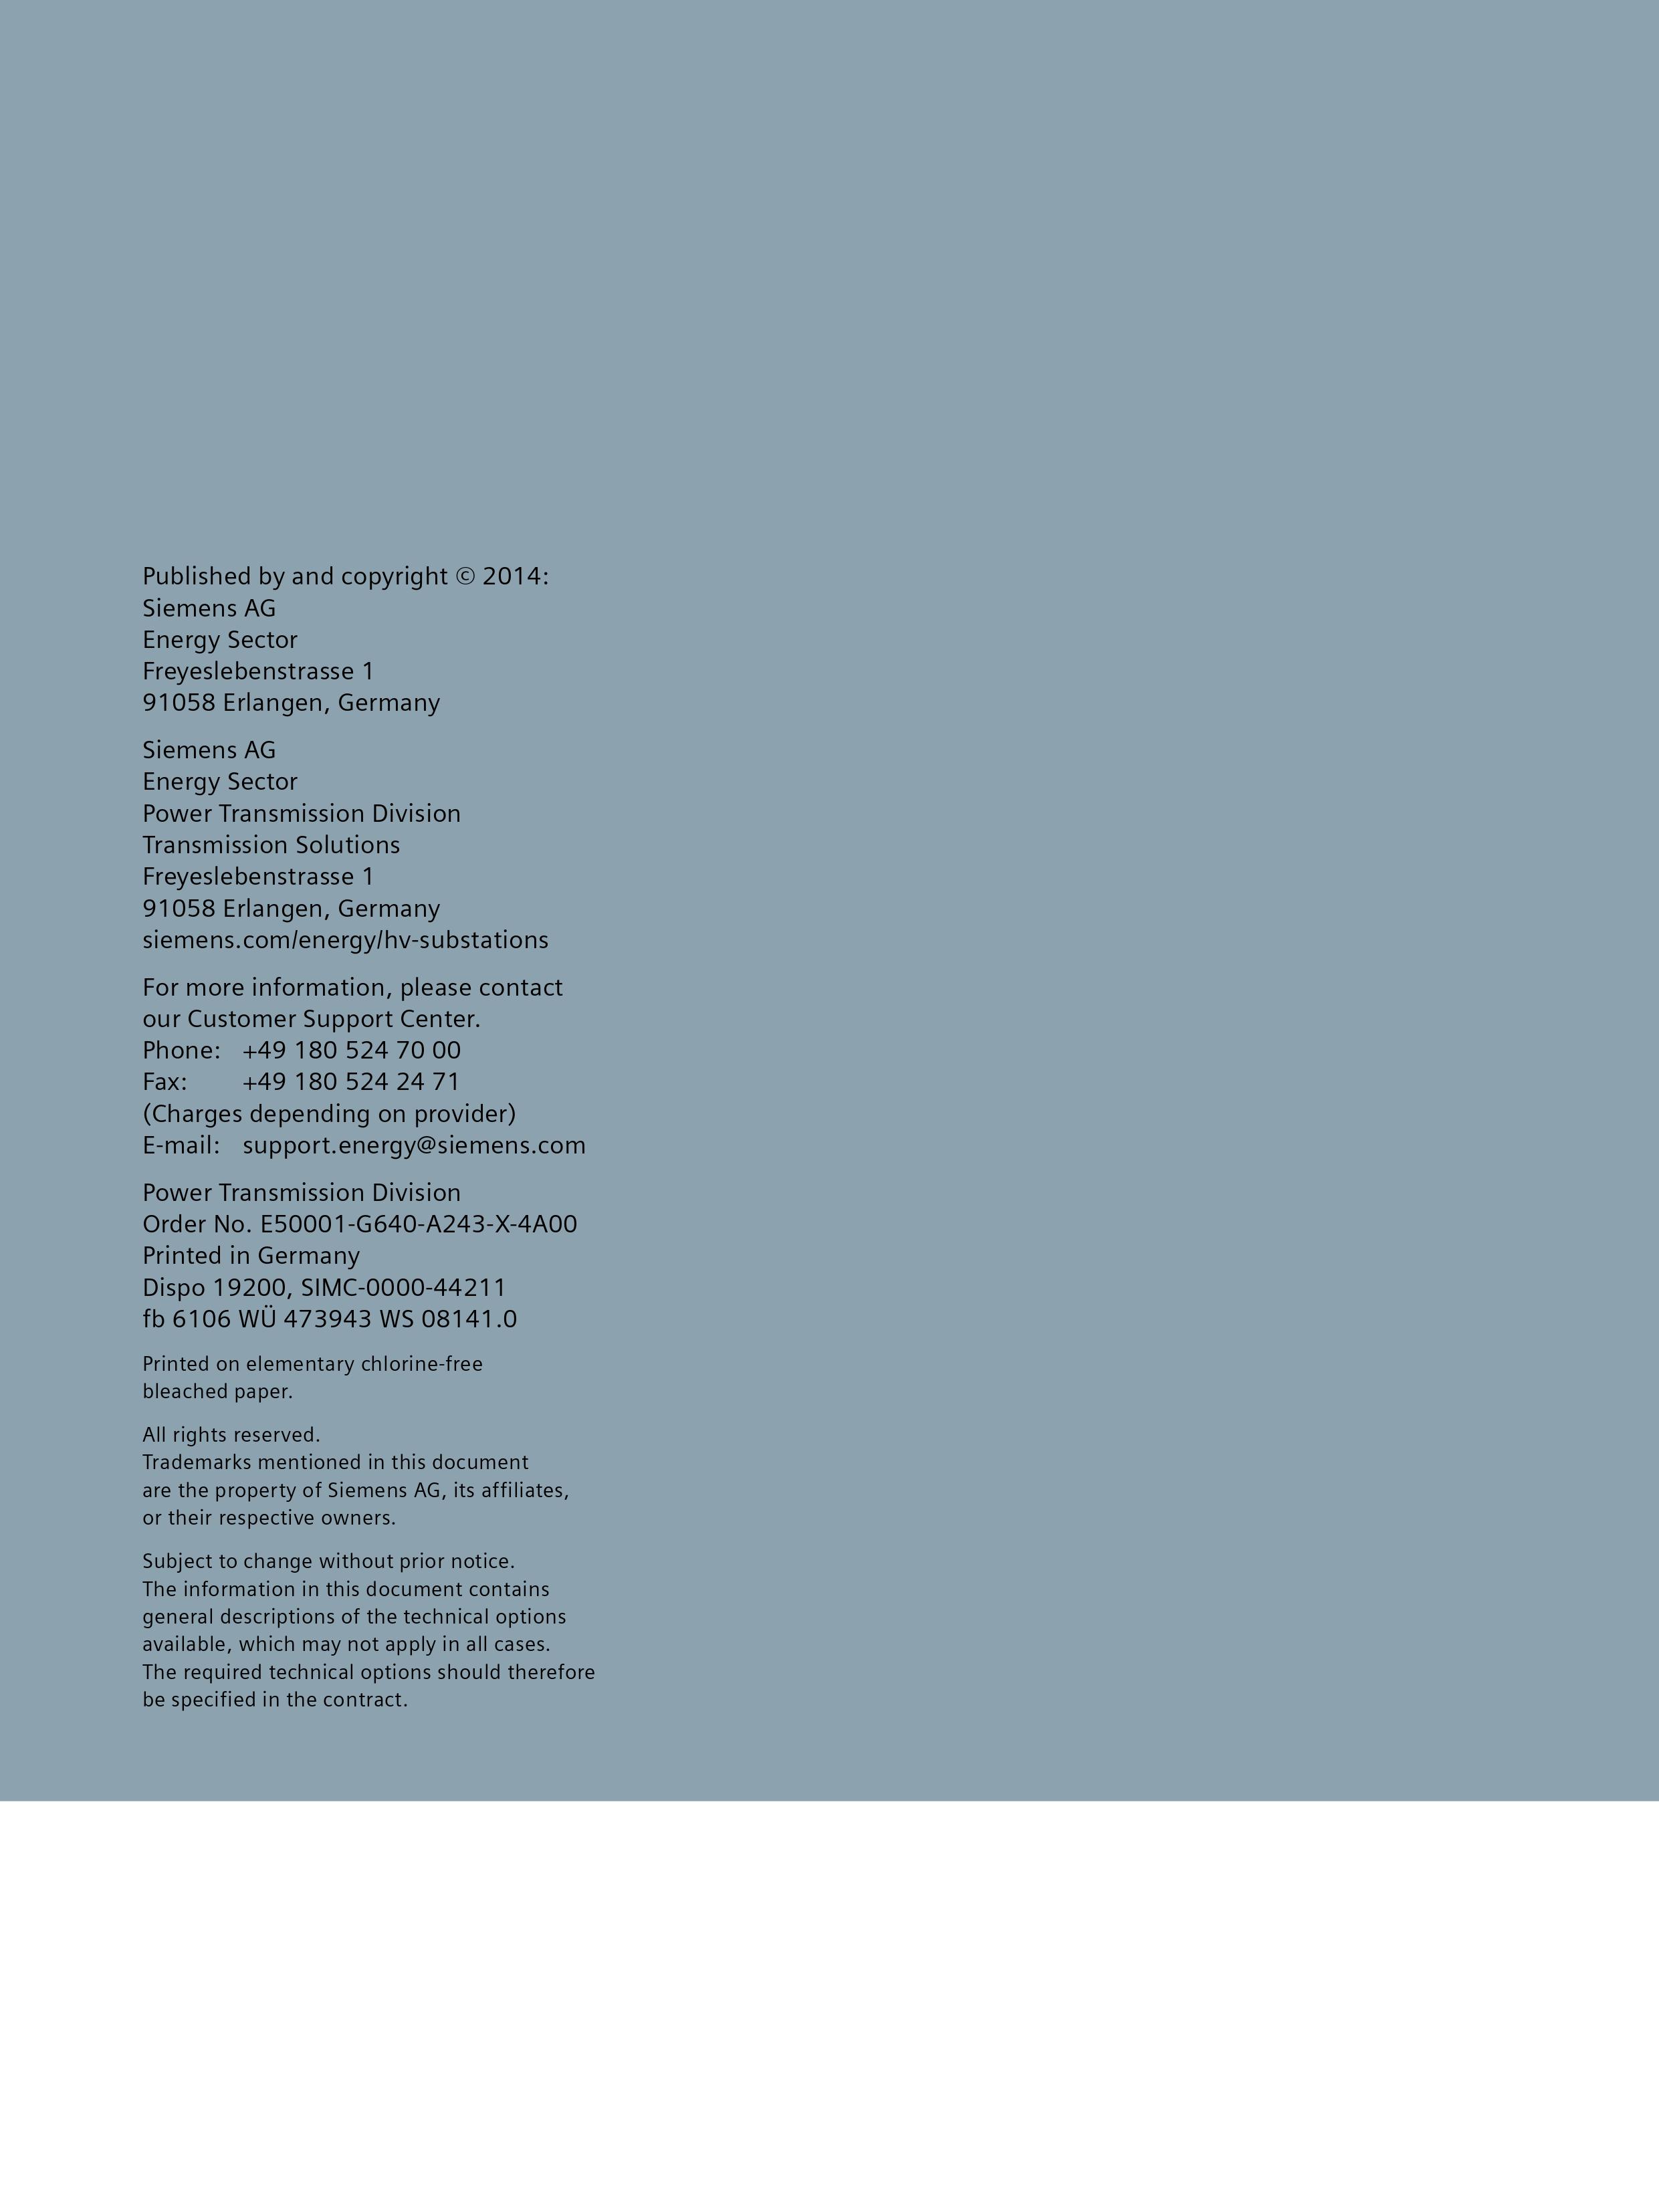 Published by and copyright © 2014:
Siemens AG
Energy Sector
Freyeslebenstrasse 1
91058 Erlangen, Germany
Siemens AG
Energy Sector
Power Transmission Division
Transmission Solutions
Freyeslebenstrasse 1
91058 Erlangen, Germany
siemens.com/energy/hv-substations
For more information, please contact
our Customer Support Center.
Phone: +49 180 524 70 00
Fax: +49 180 524 24 71
(Charges depending on provider)
E-mail: support.energy@siemens.com
Power Transmission Division
Order No. E50001-G640-A243-X-4A00
Printed in Germany
Dispo 19200, SIMC-0000-44211
fb 6106 WÜ 473943 WS 08141.0
Printed on elementary chlorine-free
bleached paper.
All rights reserved.
Trademarks mentioned in this document
are the property of Siemens AG, its affiliates,
or their respective owners.
Subject to change without prior notice.
The information in this document contains
general descriptions of the technical options
available, which may not apply in all cases.
The required technical options should therefore
be specified in the contract.